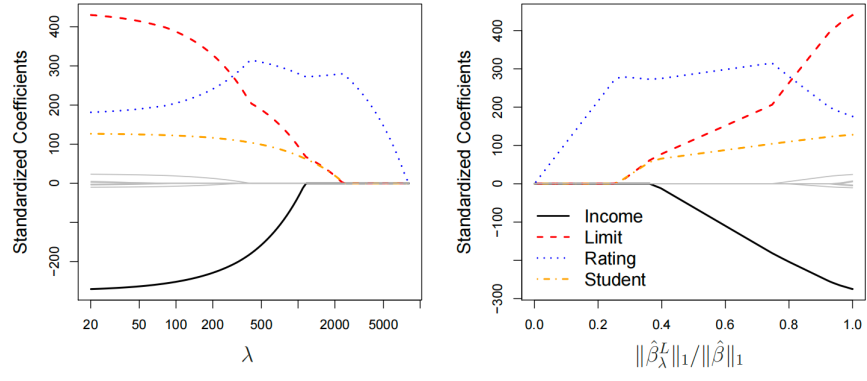 Standardized Coefficients
400
300
200
100
0
-200
20 50 100 200 500 2000 5000
λ
Standardized Coefficients
400
300
200
100
0
-100
-300
Income
Limit
Rating
Student
0.0 0.2 0.4 0.6 0.8 1.0
‖β̂λᴸ‖₁/‖β̂‖₁